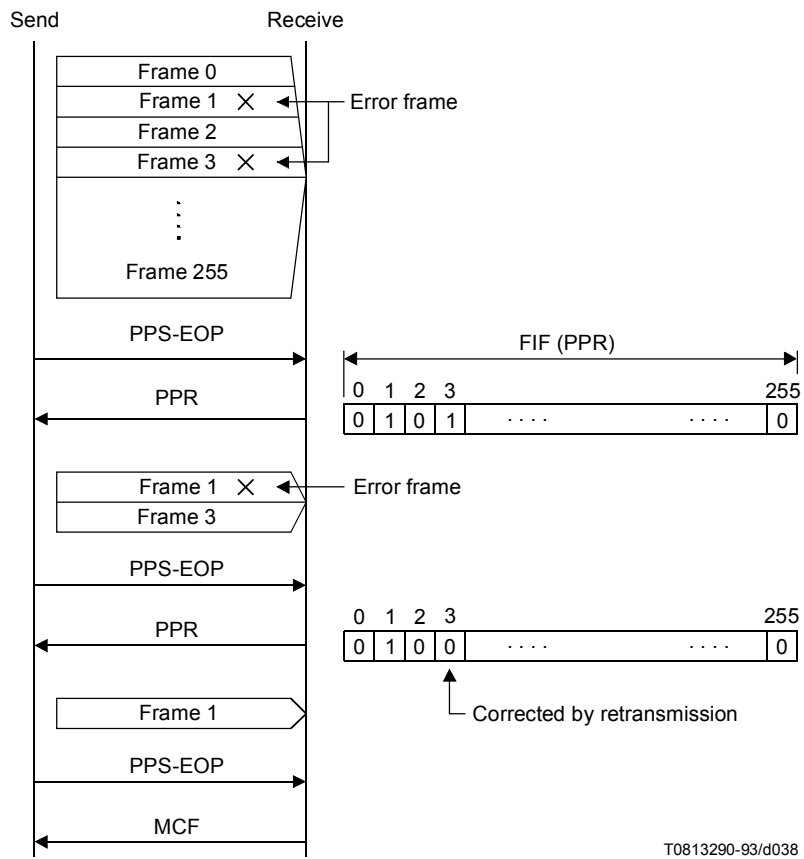 Send Receive
Frame 0
Frame 1 ✕ Error frame
Frame 2
Frame 3 ✕
Frame 255
PPS-EOP
FIF (PPR)
PPR
0 1 2 3 255
0 1 0 1 . . . . . . . . 0
Frame 1 ✕ Error frame
Frame 3
PPS-EOP
0 1 2 3 255
PPR
0 1 0 0 . . . . . . . . 0
Frame 1
Corrected by retransmission
PPS-EOP
MCF
T0813290-93/d038